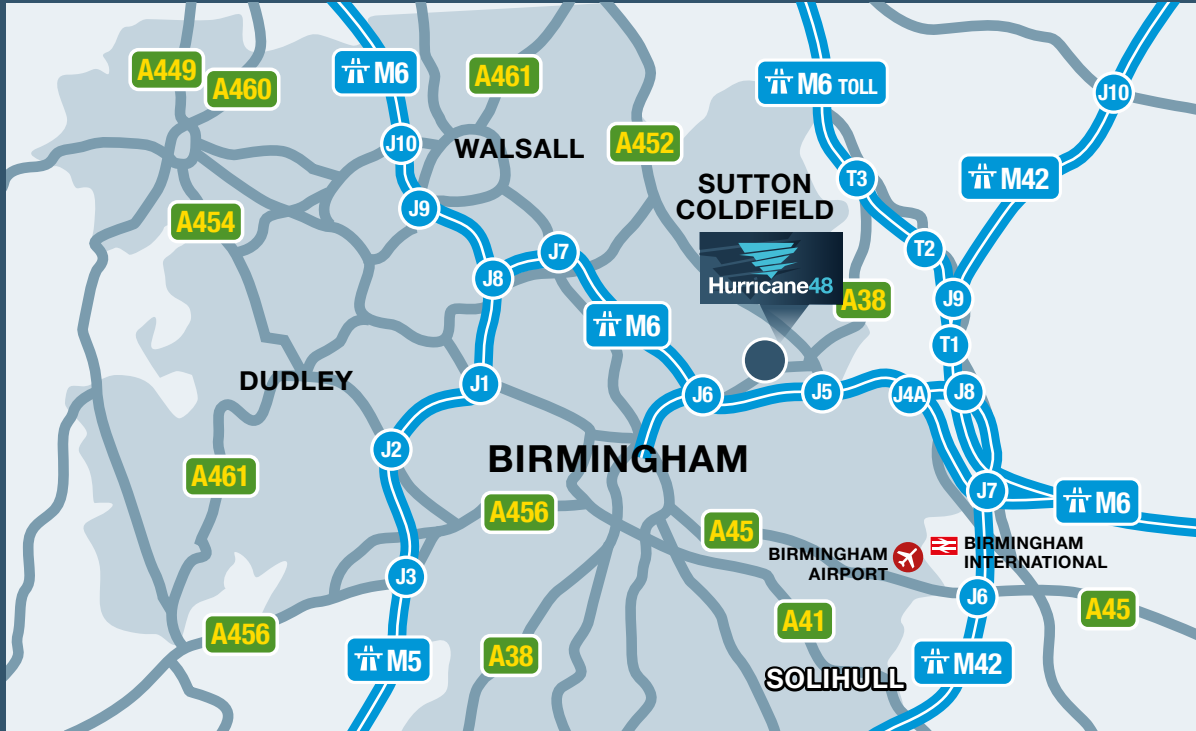 A449
A460
M6
A461
M6 TOLL
J10
J10
WALSALL
A452
T3
M42
SUTTON
COLDFIELD
J9
A454
T2
J7
J8
Hurricane48
A38
J9
M6
T1
DUDLEY
J1
J6
J5
J4A
J8
J2
BIRMINGHAM
A461
J7
M6
A456
A45
BIRMINGHAM
AIRPORT
BIRMINGHAM
INTERNATIONAL
J3
J6
A45
A41
A456
M5
A38
SOLIHULL
M42